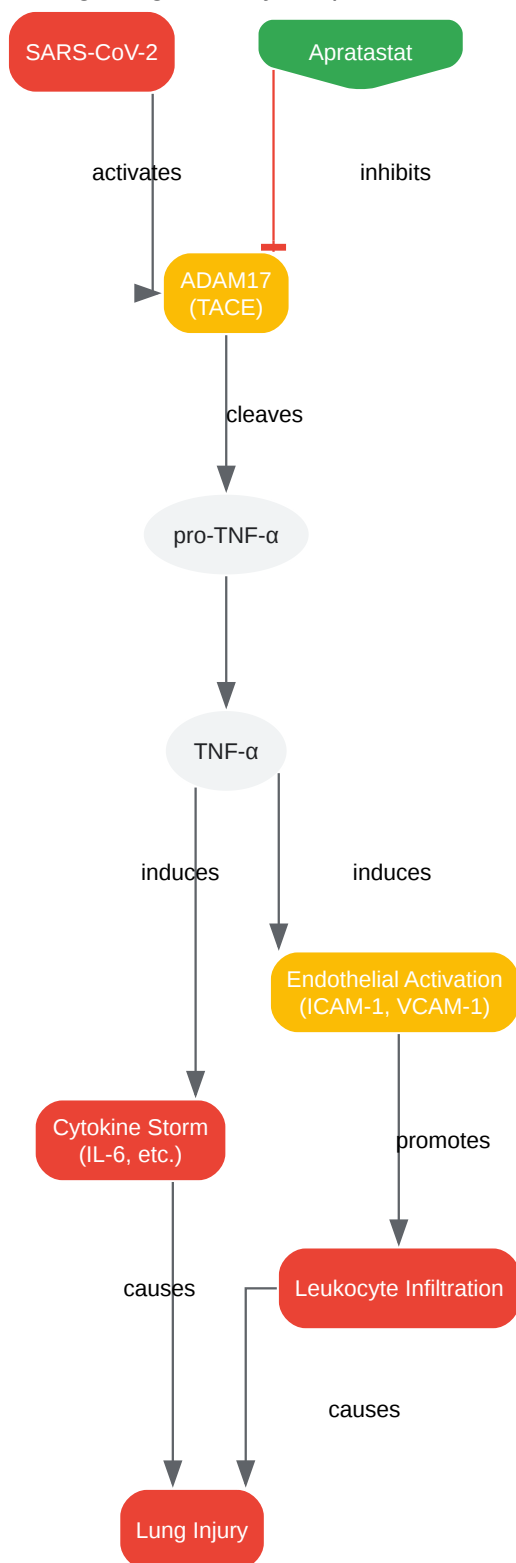 SARS-CoV-2
Apratastat
activates
inhibits
ADAM17
(TACE)
cleaves
pro-TNF-α
TNF-α
induces
induces
Endothelial Activation
(ICAM-1, VCAM-1)
Cytokine Storm
(IL-6, etc.)
promotes
causes
Leukocyte Infiltration
causes
Lung Injury